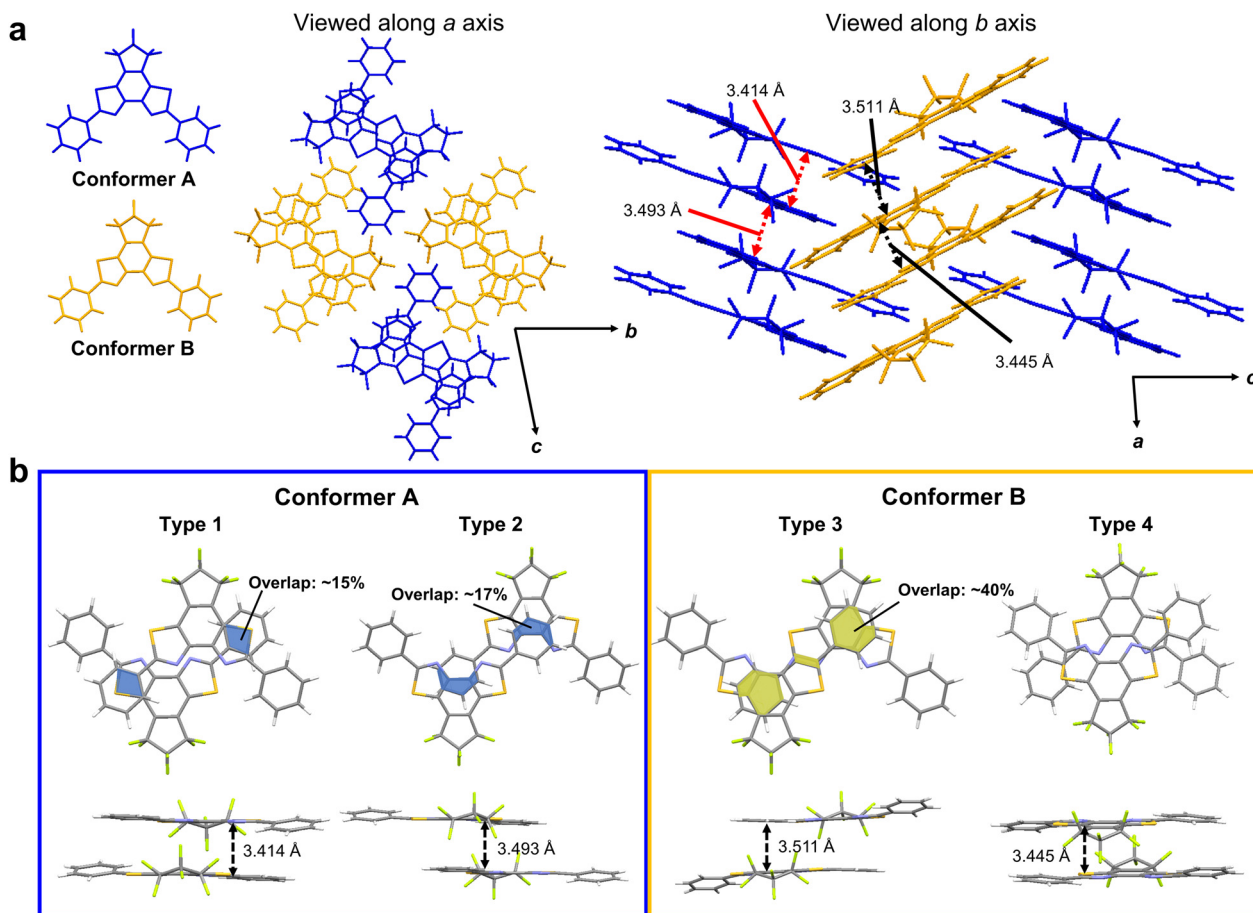 a
Viewed along a axis
Viewed along b axis
3.414 Å
3.511 Å
Conformer A
3.493 Å
Conformer B
b
c
3.445 Å
c
a
b
Conformer A
Conformer B
Type 1
Type 2
Type 3
Type 4
Overlap: ~15%
Overlap: ~17%
Overlap: ~40%
3.414 Å
3.493 Å
3.511 Å
3.445 Å